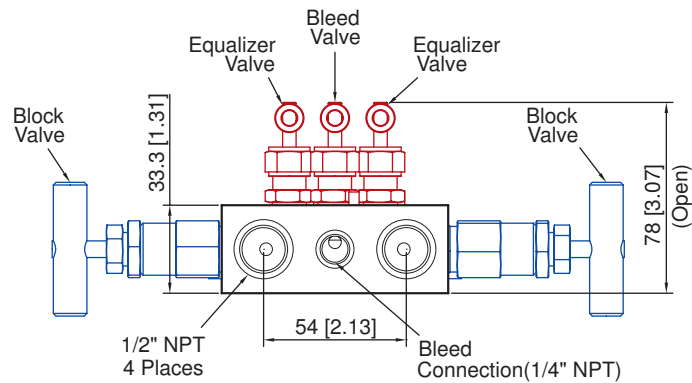 Bleed
Valve
Equalizer
Valve
Equalizer
Valve
Block
Valve
Block
Valve
33.3 [1.31]
78 [3.07]
(Open)
54 [2.13]
1/2" NPT
4 Places
Bleed
Connection(1/4" NPT)